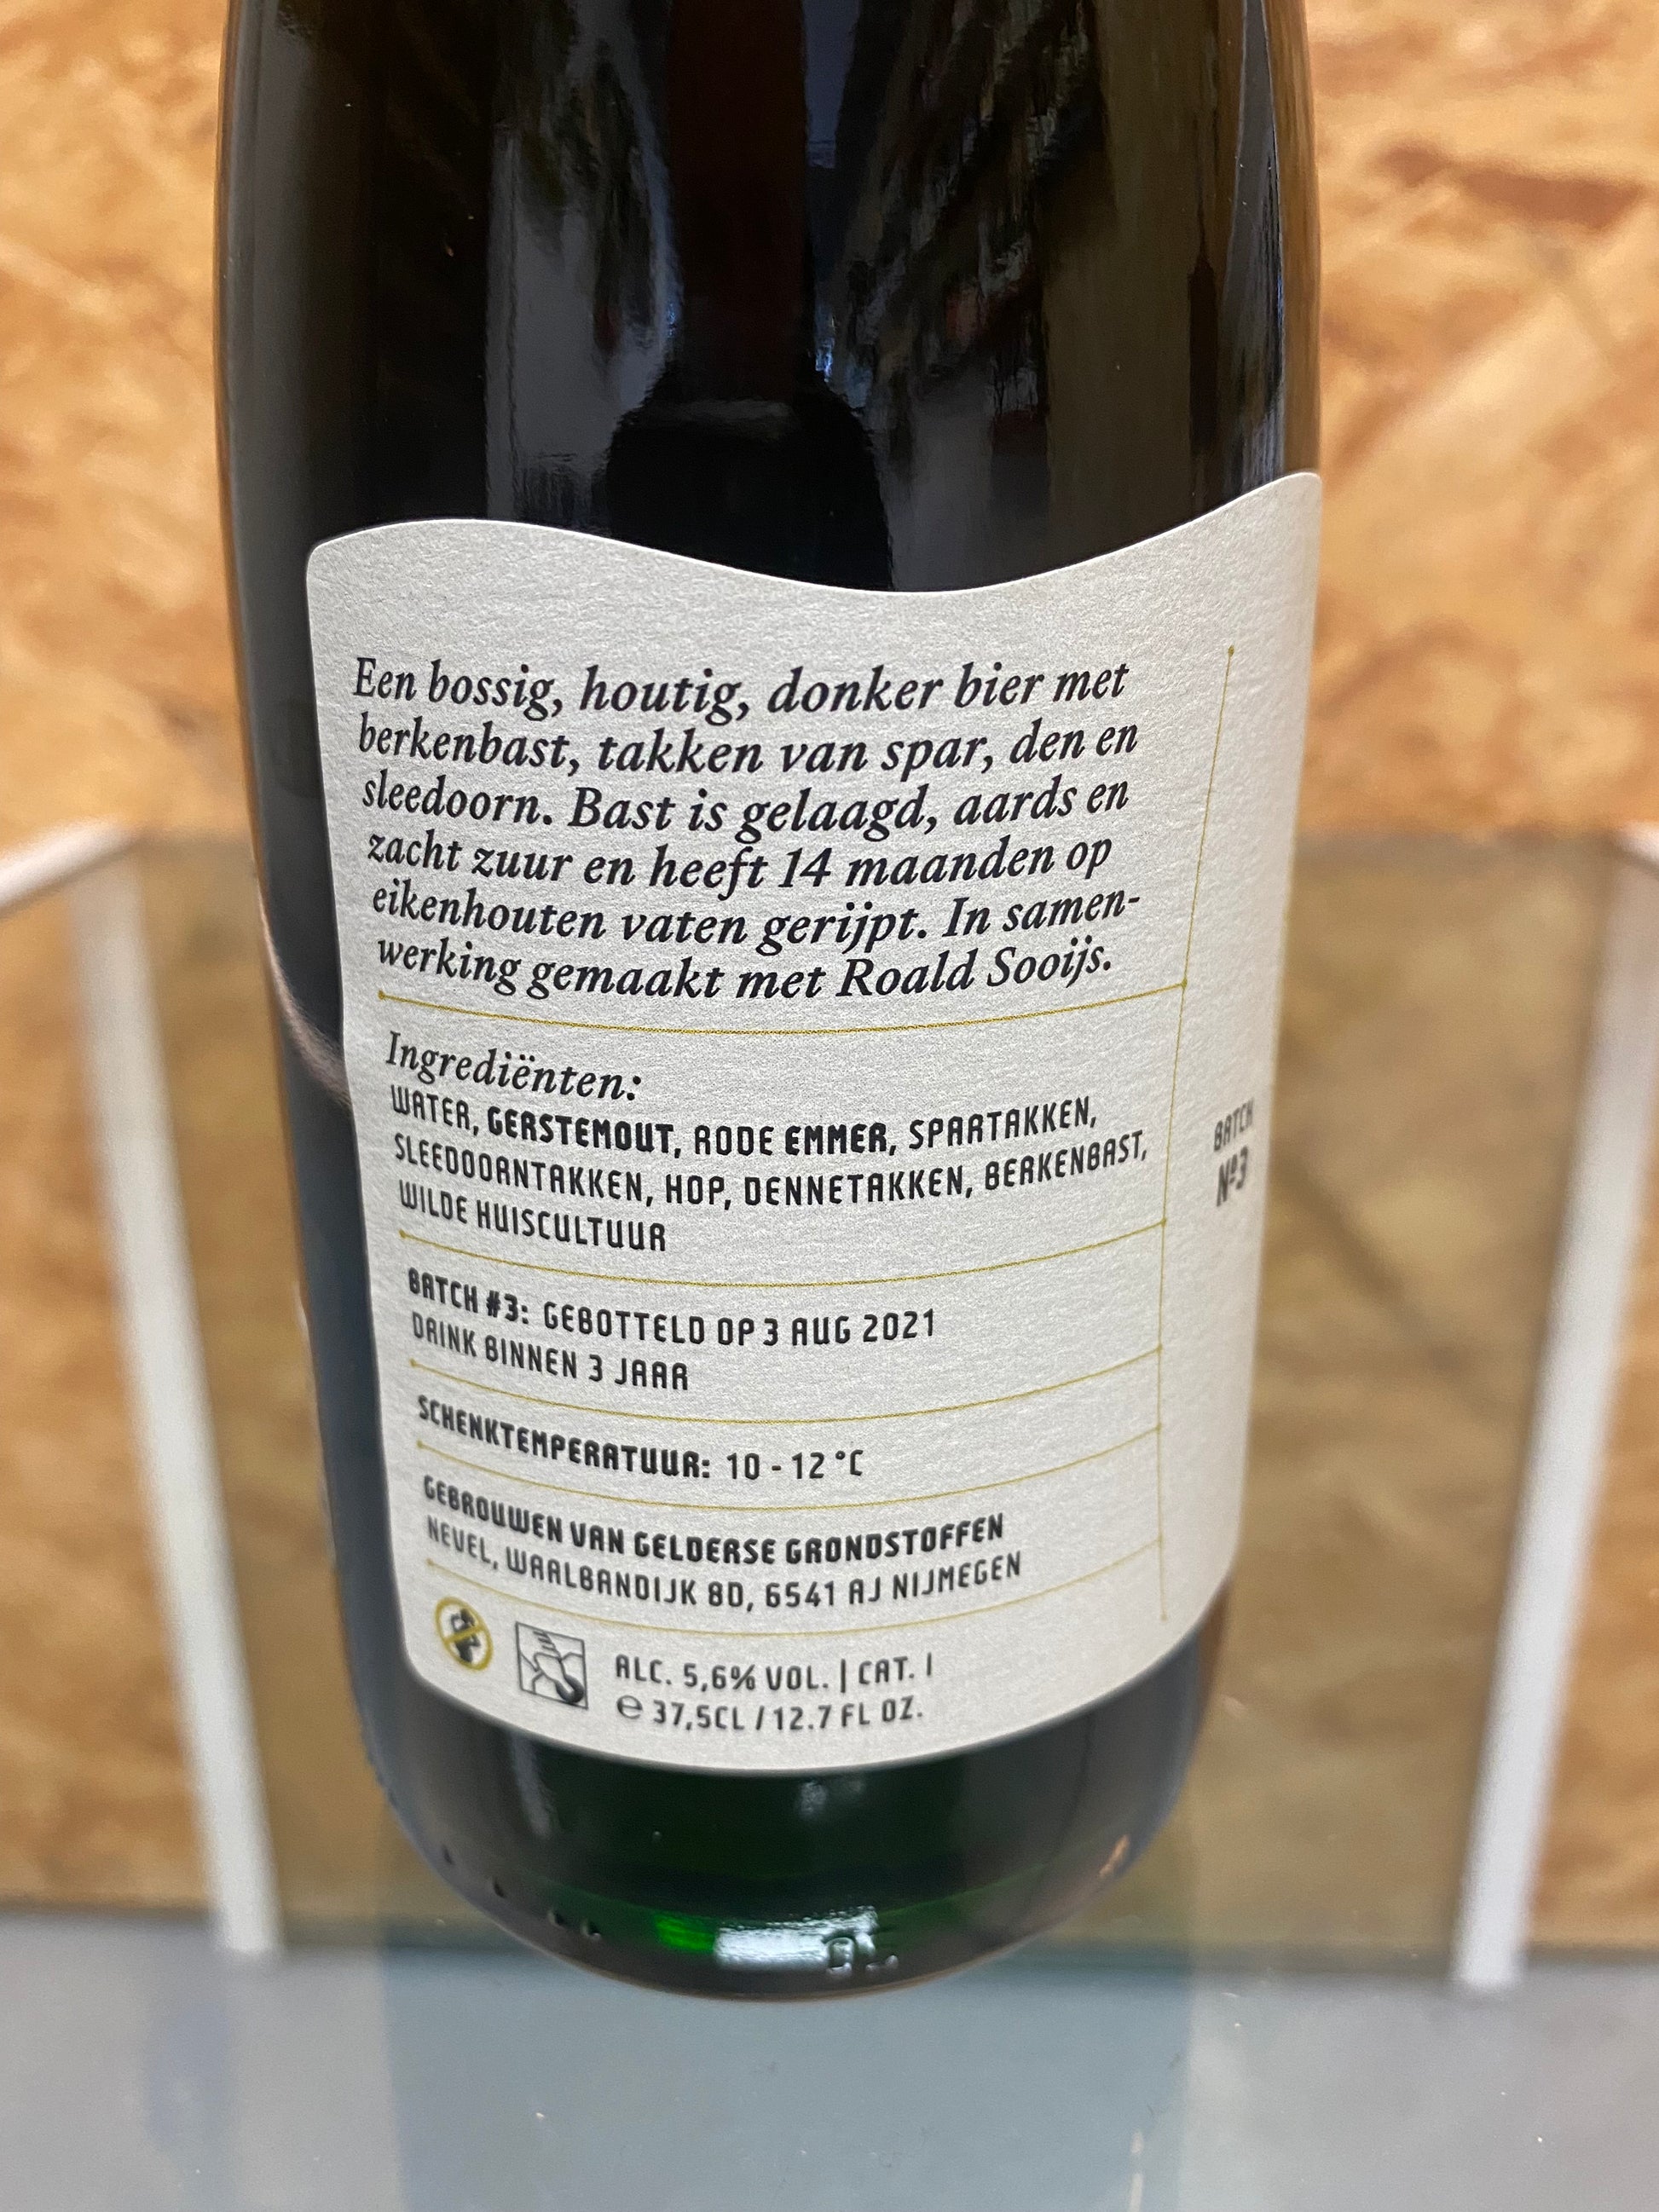 Een bossig, houtig, donker bier met
berkenbast, takken van spar, den en
sleedoorn. Bast is gelaagd, aards en
zacht zuur en heeft 14 maanden op
eikenhouten vaten gerijpt. In samen-
werking gemaakt met Roald Sooijs.
Ingrediënten:
WATER, GERSTEMOUT, RODE EMMER, SPARTAKKEN,
SLEEDOORNTAKKEN, HOP, DENNETAKKEN, BERKENBAST,
WILDE HUISCULTUUR
BATCH #3: GEBOTTELD OP 3 AUG 2021
DRINK BINNEN 3 JAAR
SCHENKTEMPERATUUR: 10 - 12 °C
GEBROUWEN VAN GELDERSE GRONDSTOFFEN
NEVEL, WAALBANDIJK 8D, 6541 AJ NIJMEGEN
ALC. 5,6% VOL. | CAT. I
℮ 37,5CL / 12.7 FL OZ.
BATCH
Nº3